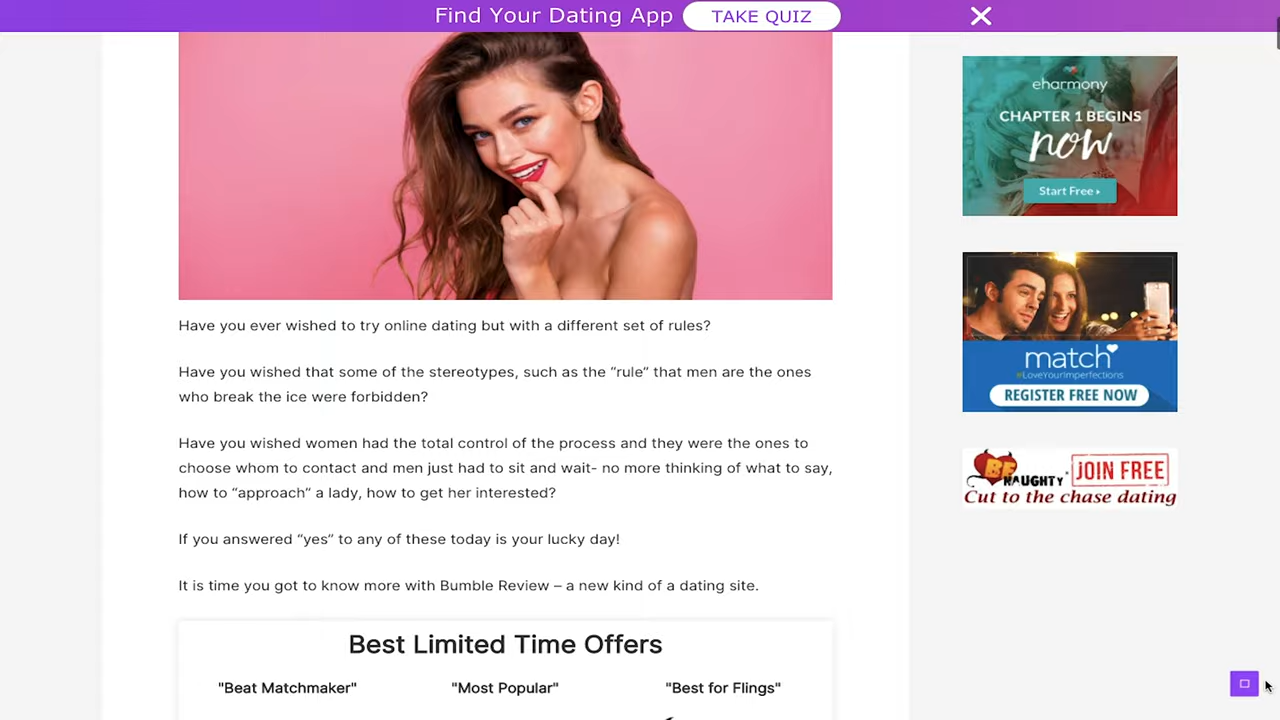 Find Your Dating App TAKE QUIZ
eharmony
CHAPTER 1 BEGINS
now
Start Free
match
#LoveYourImperfections
REGISTER FREE NOW
BE NAUGHTY JOIN FREE
Cut to the chase dating
Have you ever wished to try online dating but with a different set of rules?
Have you wished that some of the stereotypes, such as the “rule” that men are the ones
who break the ice were forbidden?
Have you wished women had the total control of the process and they were the ones to
choose whom to contact and men just had to sit and wait- no more thinking of what to say,
how to “approach” a lady, how to get her interested?
If you answered “yes” to any of these today is your lucky day!
It is time you got to know more with Bumble Review – a new kind of a dating site.
Best Limited Time Offers
"Beat Matchmaker" "Most Popular" "Best for Flings"